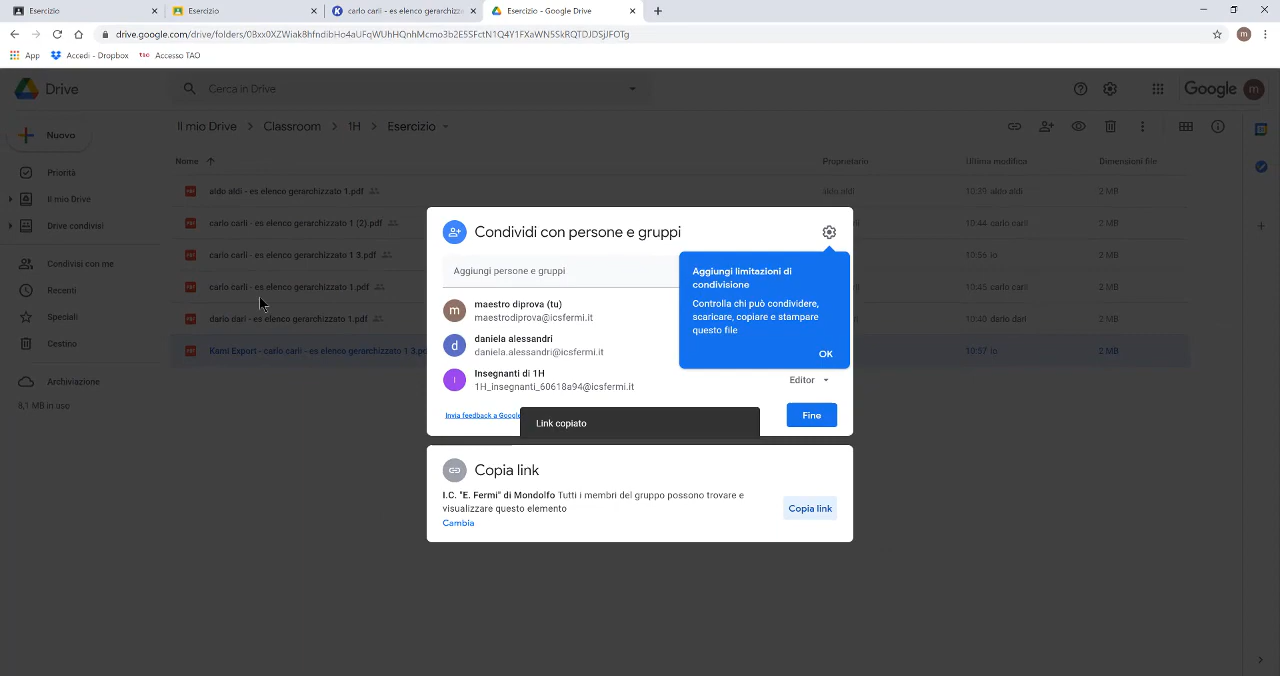 Esercizio
Esercizio
carlo carli - es elenco gerarchizz
Esercizio - Google Drive
drive.google.com/drive/folders/0Bxx0XZWiak8hfndibHo4aUFqWUhHQnhMcmo3b2E5SFctN1Q4Y1FXaWN5SkRQTDJDSjJFOTg
App
Accedi - Dropbox
Accesso TAO
Drive
Cerca in Drive
Google
Nuovo
Il mio Drive > Classroom > 1H > Esercizio
Nome
Proprietario
Ultima modifica
Dimensioni file
Priorità
Il mio Drive
Drive condivisi
Condivisi con me
Recenti
Speciali
Cestino
Archiviazione
8,1 MB in uso
aldo aldi - es elenco gerarchizzato 1.pdf
aldo aldi
10:39 aldo aldi
2 MB
carlo carli - es elenco gerarchizzato 1 (2).pdf
10:44 carlo carli
2 MB
carlo carli - es elenco gerarchizzato 1 3.pdf
10:56 io
2 MB
carlo carli - es elenco gerarchizzato 1.pdf
10:45 carlo carli
2 MB
dario dari - es elenco gerarchizzato 1.pdf
10:40 dario dari
2 MB
Kami Export - carlo carli - es elenco gerarchizzato 1 3.pd
10:57 io
2 MB
Condividi con persone e gruppi
Aggiungi persone e gruppi
maestro diprova (tu)
maestrodiprova@icsfermi.it
daniela alessandri
daniela.alessandri@icsfermi.it
Insegnanti di 1H
1H_insegnanti_60618a94@icsfermi.it
Editor
Aggiungi limitazioni di
condivisione
Controlla chi può condividere,
scaricare, copiare e stampare
questo file
OK
Invia feedback a Google
Link copiato
Fine
Copia link
I.C. "E. Fermi" di Mondolfo Tutti i membri del gruppo possono trovare e
visualizzare questo elemento
Cambia
Copia link